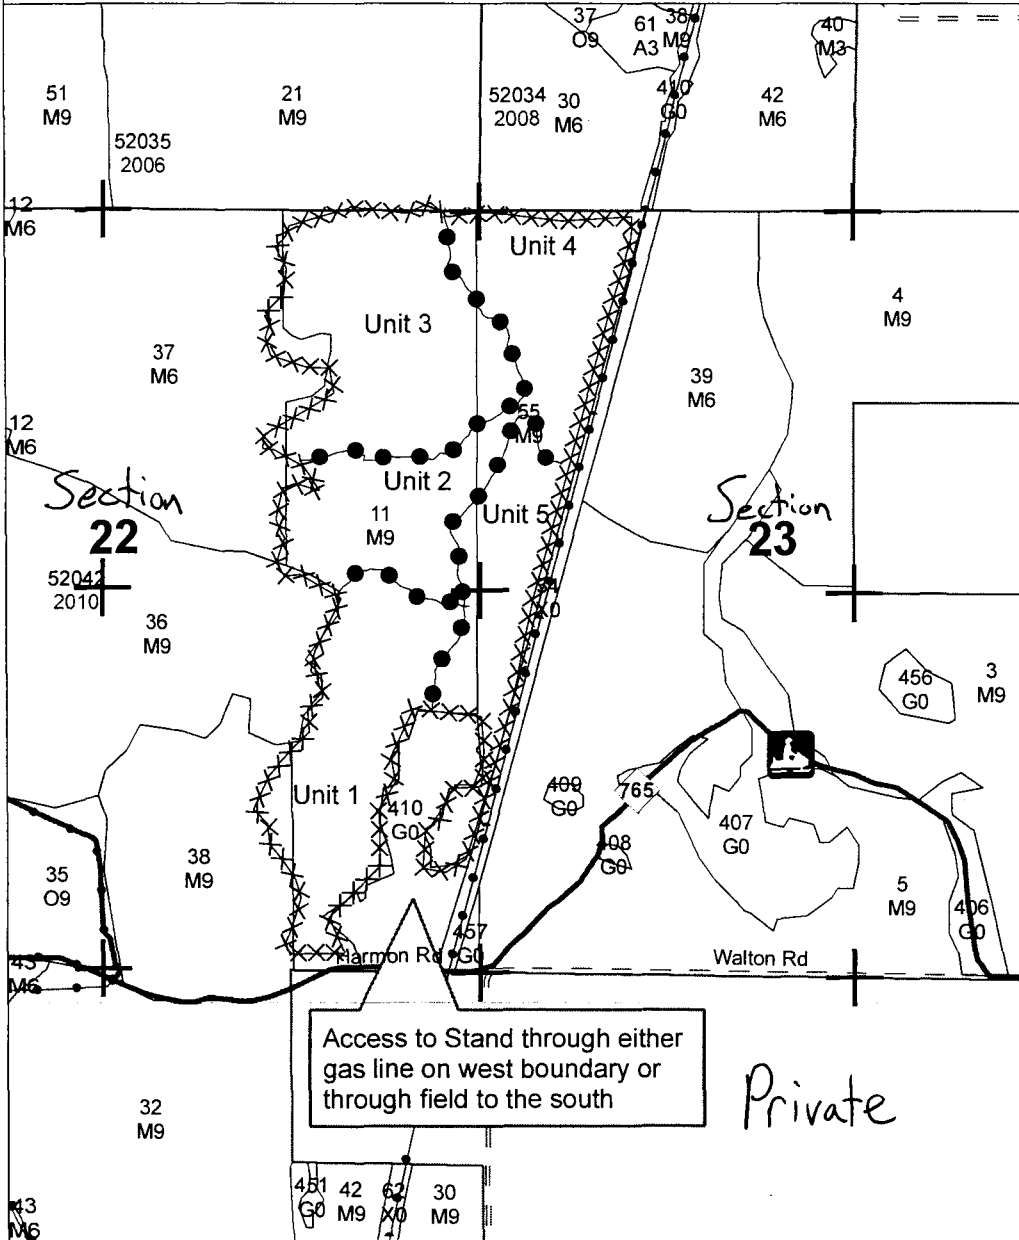 37
O9
61
A3
38
M9
40
M3
51
M9
21
M9
52034
2008
30
M6
410
G0
42
M6
52035
2006
12
M6
Unit 4
4
M9
Unit 3
37
M6
39
M6
55
M9
12
M6
Unit 2
Section
22
11
M9
Unit 5
Section
23
52042
2010
X0
36
M9
456
G0
3
M9
Unit 1
410
G0
409
G0
765
407
G0
408
G0
38
M9
35
O9
5
M9
406
G0
457
G0
Harmon Rd
Walton Rd
43
M6
Access to Stand through either
gas line on west boundary or
through field to the south
Private
32
M9
451
G0
42
M9
62
X0
30
M9
43
M6